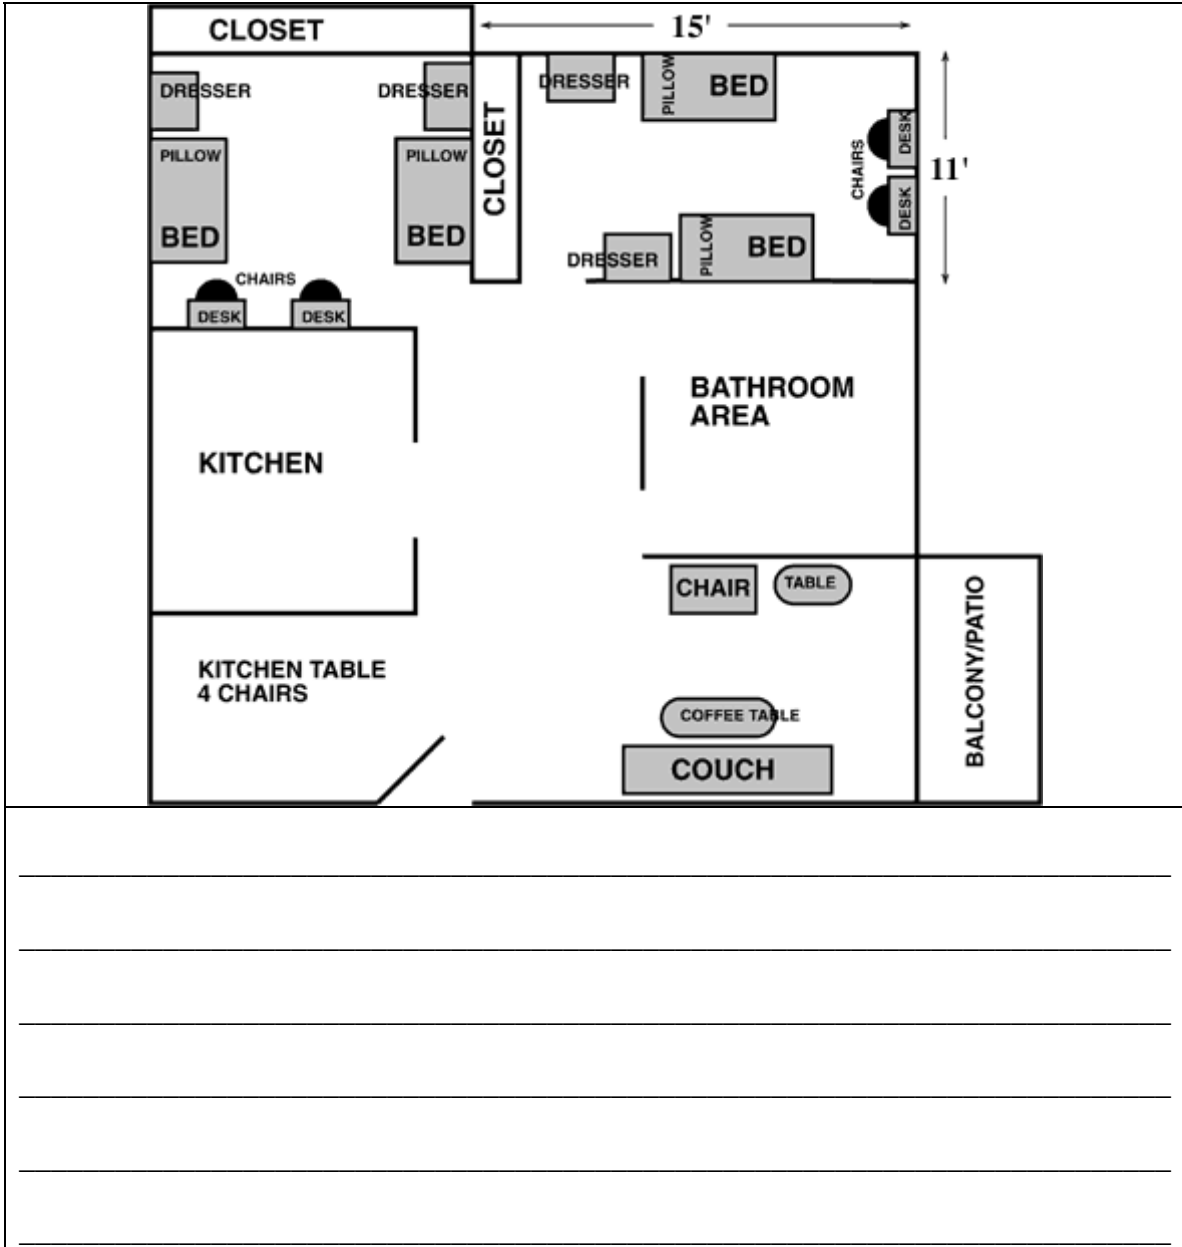 CLOSET
15'
DRESSER
DRESSER
CLOSET
DRESSER
PILLOW
BED
DESK
CHAIRS
DESK
11'
PILLOW
BED
PILLOW
BED
DRESSER
PILLOW
BED
CHAIRS
DESK
DESK
BATHROOM
AREA
KITCHEN
CHAIR
TABLE
BALCONY/PATIO
KITCHEN TABLE
4 CHAIRS
COFFEE TABLE
COUCH